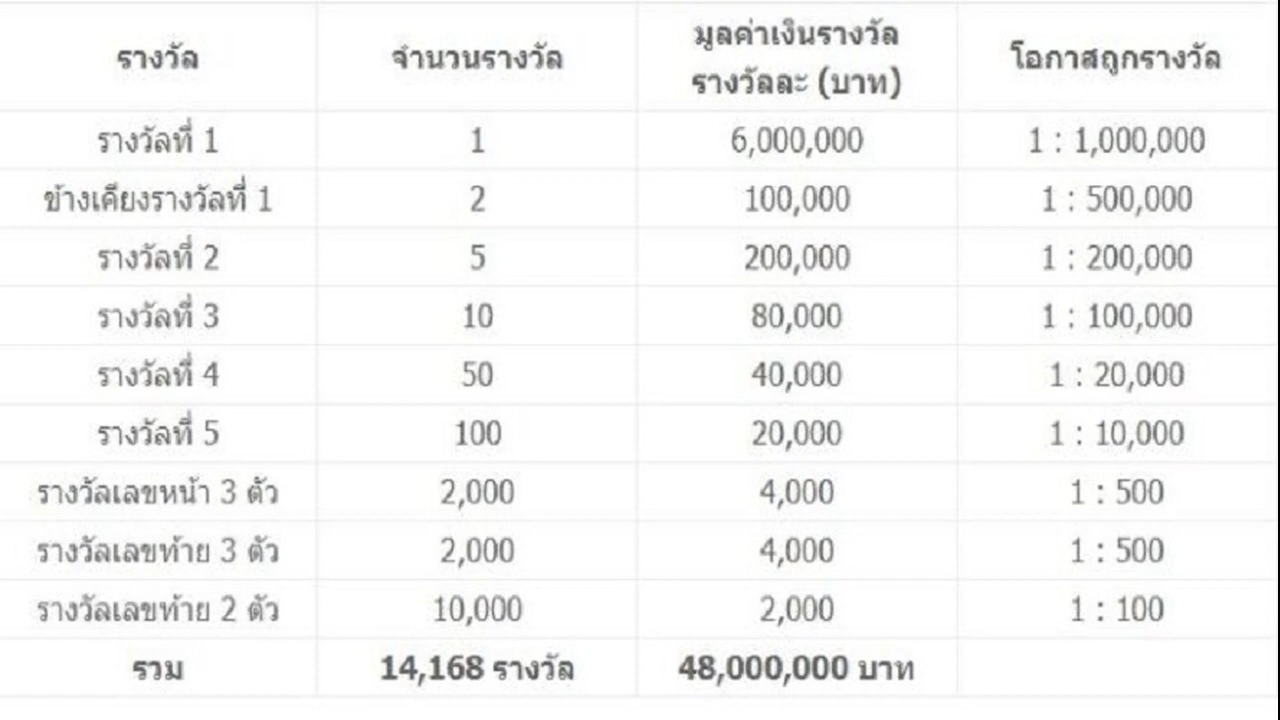 รางวัล จำนวนรางวัล มูลค่าเงินรางวัล รางวัลละ (บาท) โอกาสถูกรางวัล
รางวัลที่ 1 1 6,000,000 1 : 1,000,000
ข้างเคียงรางวัลที่ 1 2 100,000 1 : 500,000
รางวัลที่ 2 5 200,000 1 : 200,000
รางวัลที่ 3 10 80,000 1 : 100,000
รางวัลที่ 4 50 40,000 1 : 20,000
รางวัลที่ 5 100 20,000 1 : 10,000
รางวัลเลขหน้า 3 ตัว 2,000 4,000 1 : 500
รางวัลเลขท้าย 3 ตัว 2,000 4,000 1 : 500
รางวัลเลขท้าย 2 ตัว 10,000 2,000 1 : 100
รวม 14,168 รางวัล 48,000,000 บาท